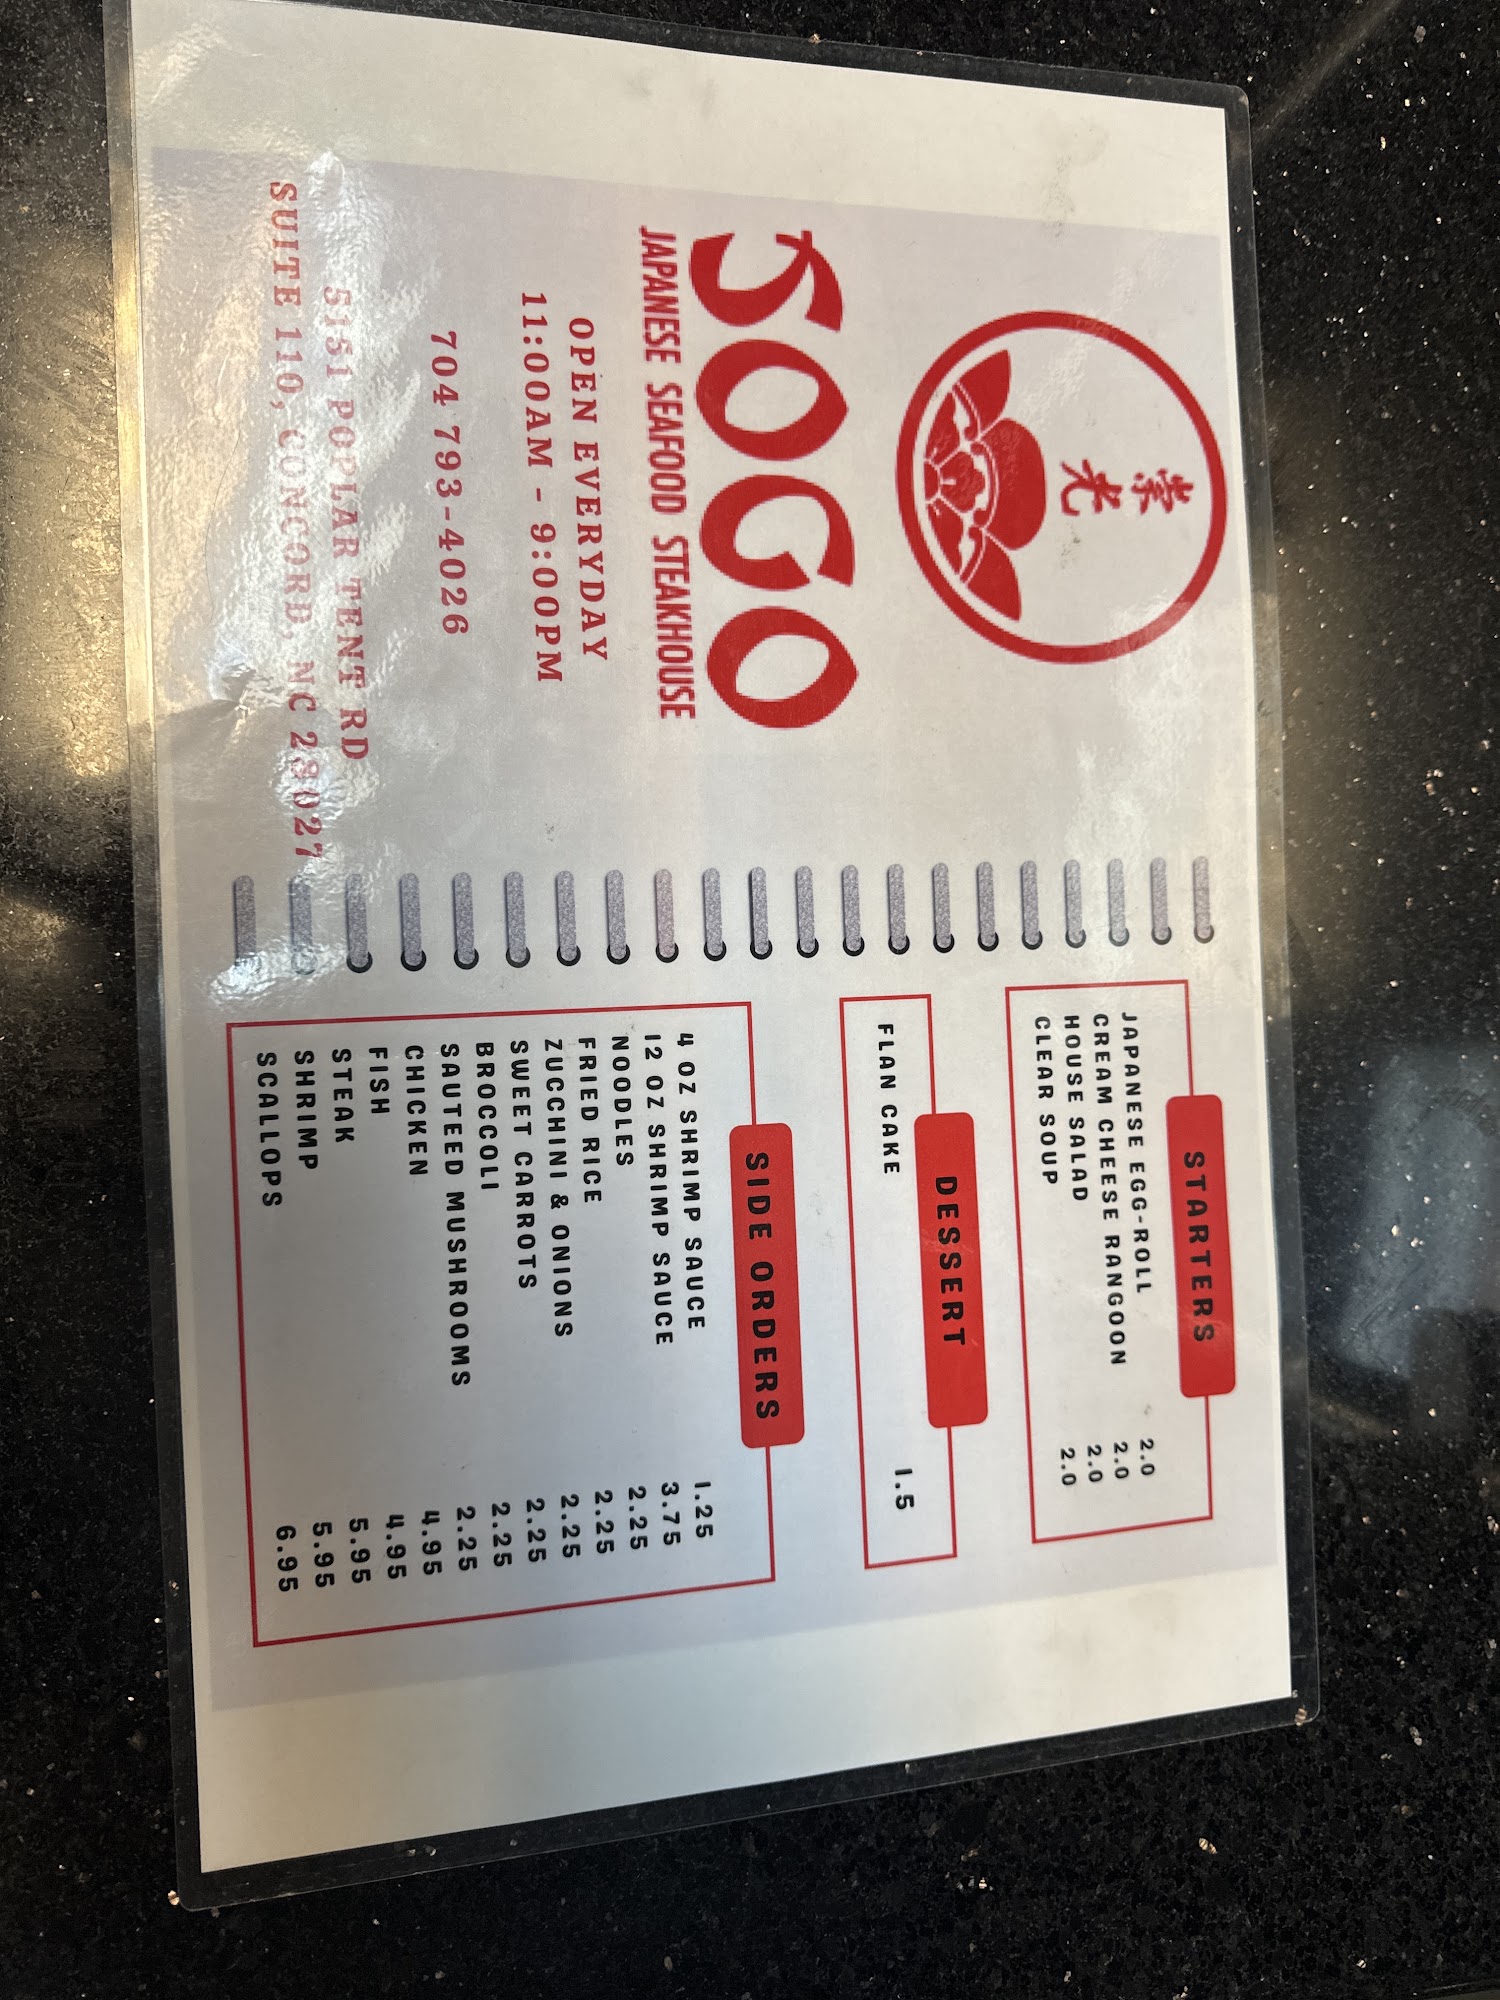 崇
光
SOGO
JAPANESE SEAFOOD STEAKHOUSE
OPEN EVERYDAY
11:00AM - 9:00PM
704 793-4026
5151 POPLAR TENT RD
SUITE 110, CONCORD, NC 28027
STARTERS
JAPANESE EGG-ROLL 2.0
CREAM CHEESE RANGOON 2.0
HOUSE SALAD 2.0
CLEAR SOUP 2.0
DESSERT
FLAN CAKE 1.5
SIDE ORDERS
4 OZ SHRIMP SAUCE 1.25
12 OZ SHRIMP SAUCE 3.75
NOODLES 2.25
FRIED RICE 2.25
ZUCCHINI & ONIONS 2.25
SWEET CARROTS 2.25
BROCCOLI 2.25
SAUTEED MUSHROOMS 2.25
CHICKEN 4.95
FISH 4.95
STEAK 5.95
SHRIMP 5.95
SCALLOPS 6.95